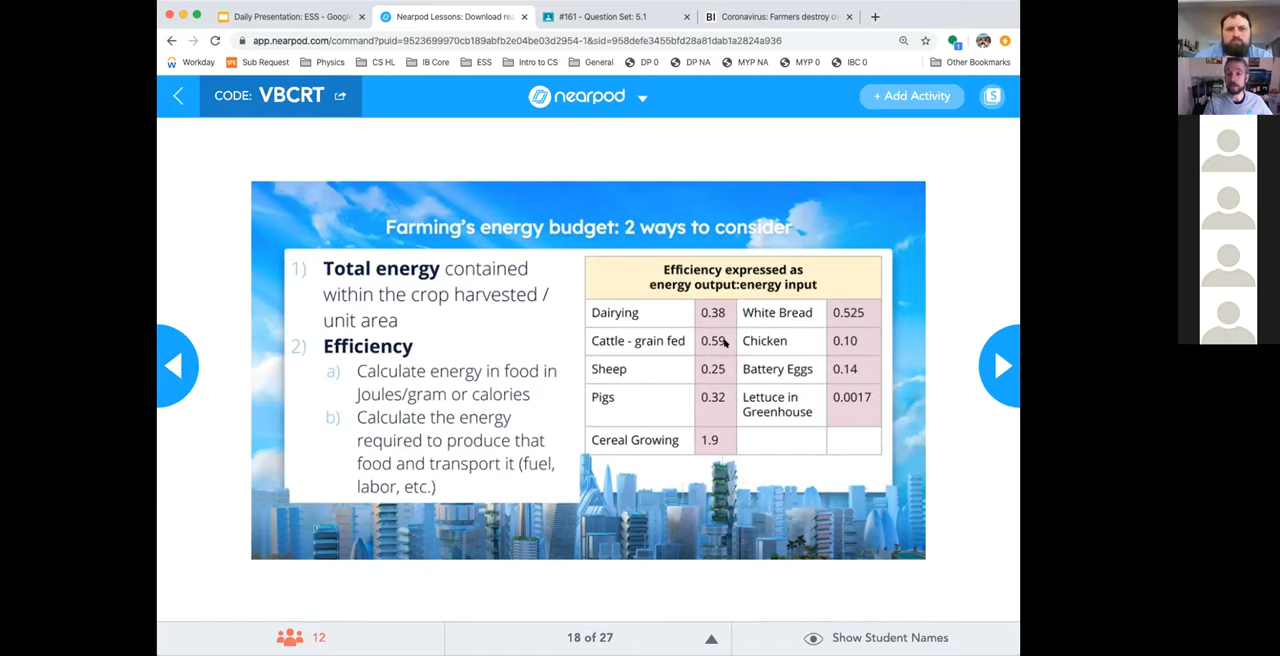 Daily Presentation: ESS - Google
Nearpod Lessons: Download rea
#161 - Question Set: 5.1
BI Coronavirus: Farmers destroy ov
app.nearpod.com/command?puid=9523699970cb189abfb2e04be03d2954-1&sid=958defe3455bfd28a81dab1a2824a936
Workday
Sub Request
Physics
CS HL
IB Core
ESS
Intro to CS
General
DP 0
DP NA
MYP NA
MYP 0
IBC 0
Other Bookmarks
CODE: VBCRT
nearpod
+ Add Activity
S
Farming's energy budget: 2 ways to consider
1) Total energy contained
within the crop harvested /
unit area
2) Efficiency
a) Calculate energy in food in
Joules/gram or calories
b) Calculate the energy
required to produce that
food and transport it (fuel,
labor, etc.)
Efficiency expressed as
energy output:energy input
Dairying 0.38 White Bread 0.525
Cattle - grain fed 0.59 Chicken 0.10
Sheep 0.25 Battery Eggs 0.14
Pigs 0.32 Lettuce in 0.0017
Greenhouse
Cereal Growing 1.9
12
18 of 27
Show Student Names